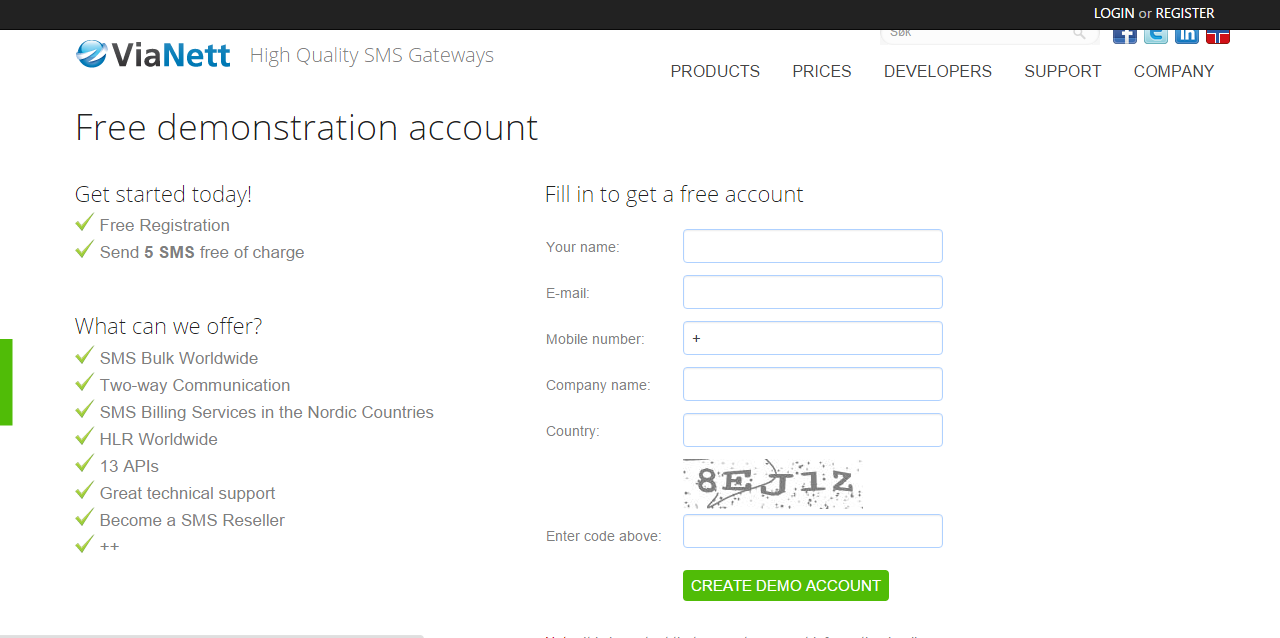 LOGIN or REGISTER
Søk
ViaNett High Quality SMS Gateways
PRODUCTS PRICES DEVELOPERS SUPPORT COMPANY
Free demonstration account
Get started today!
Free Registration
Send 5 SMS free of charge
What can we offer?
SMS Bulk Worldwide
Two-way Communication
SMS Billing Services in the Nordic Countries
HLR Worldwide
13 APIs
Great technical support
Become a SMS Reseller
++
Fill in to get a free account
Your name:
E-mail:
Mobile number: +
Company name:
Country:
8EJ1Z
Enter code above:
CREATE DEMO ACCOUNT